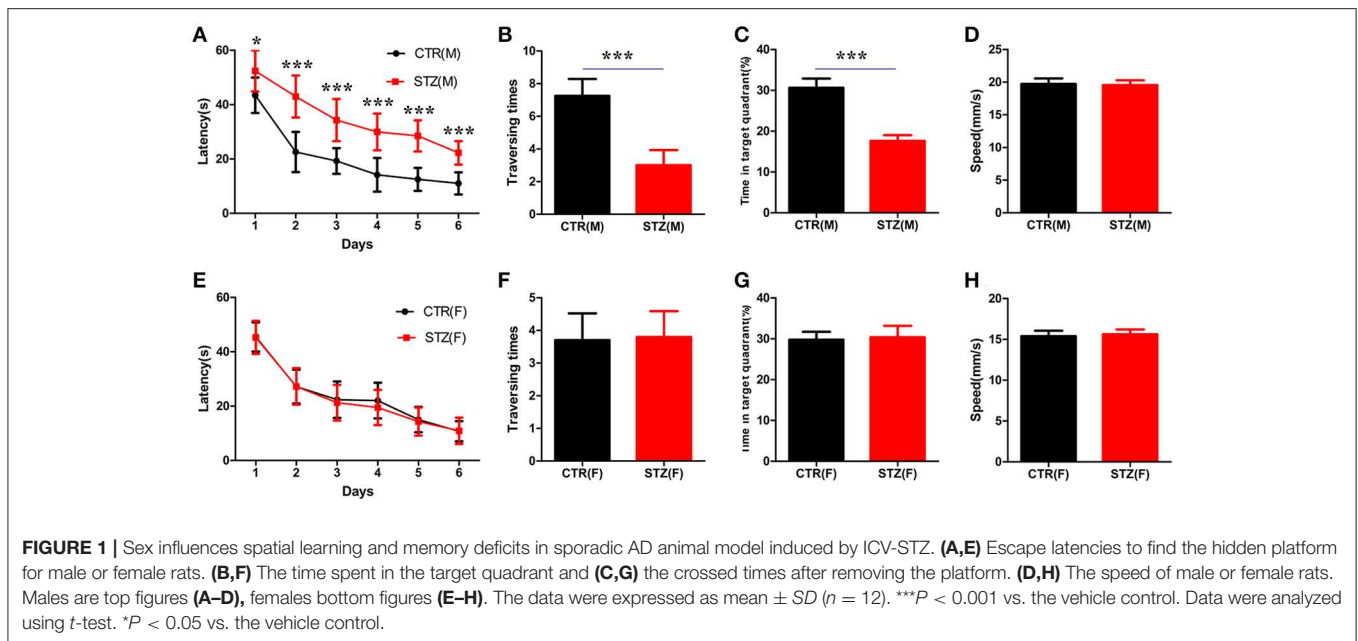 A
60
40
20
0
Latency(s)
* *** *** *** *** ***
CTR(M)
STZ(M)
1 2 3 4 5 6
Days
B
10
8
6
4
2
0
Traversing times
***
CTR(M) STZ(M)
C
40
30
20
10
0
Time in target quadrant(%)
***
CTR(M) STZ(M)
D
25
20
15
10
5
0
Speed(mm/s)
CTR(M) STZ(M)
E
60
40
20
0
Latency(s)
CTR(F)
STZ(F)
1 2 3 4 5 6
Days
F
5
4
3
2
1
0
Traversing times
CTR(F) STZ(F)
G
40
30
20
10
0
Time in target quadrant(%)
CTR(F) STZ(F)
H
20
15
10
5
0
Speed(mm/s)
CTR(F) STZ(F)
FIGURE 1 | Sex influences spatial learning and memory deficits in sporadic AD animal model induced by ICV-STZ. (A,E) Escape latencies to find the hidden platform
for male or female rats. (B,F) The time spent in the target quadrant and (C,G) the crossed times after removing the platform. (D,H) The speed of male or female rats.
Males are top figures (A–D), females bottom figures (E–H). The data were expressed as mean ± SD (n = 12). ***P < 0.001 vs. the vehicle control. Data were analyzed
using t-test. *P < 0.05 vs. the vehicle control.